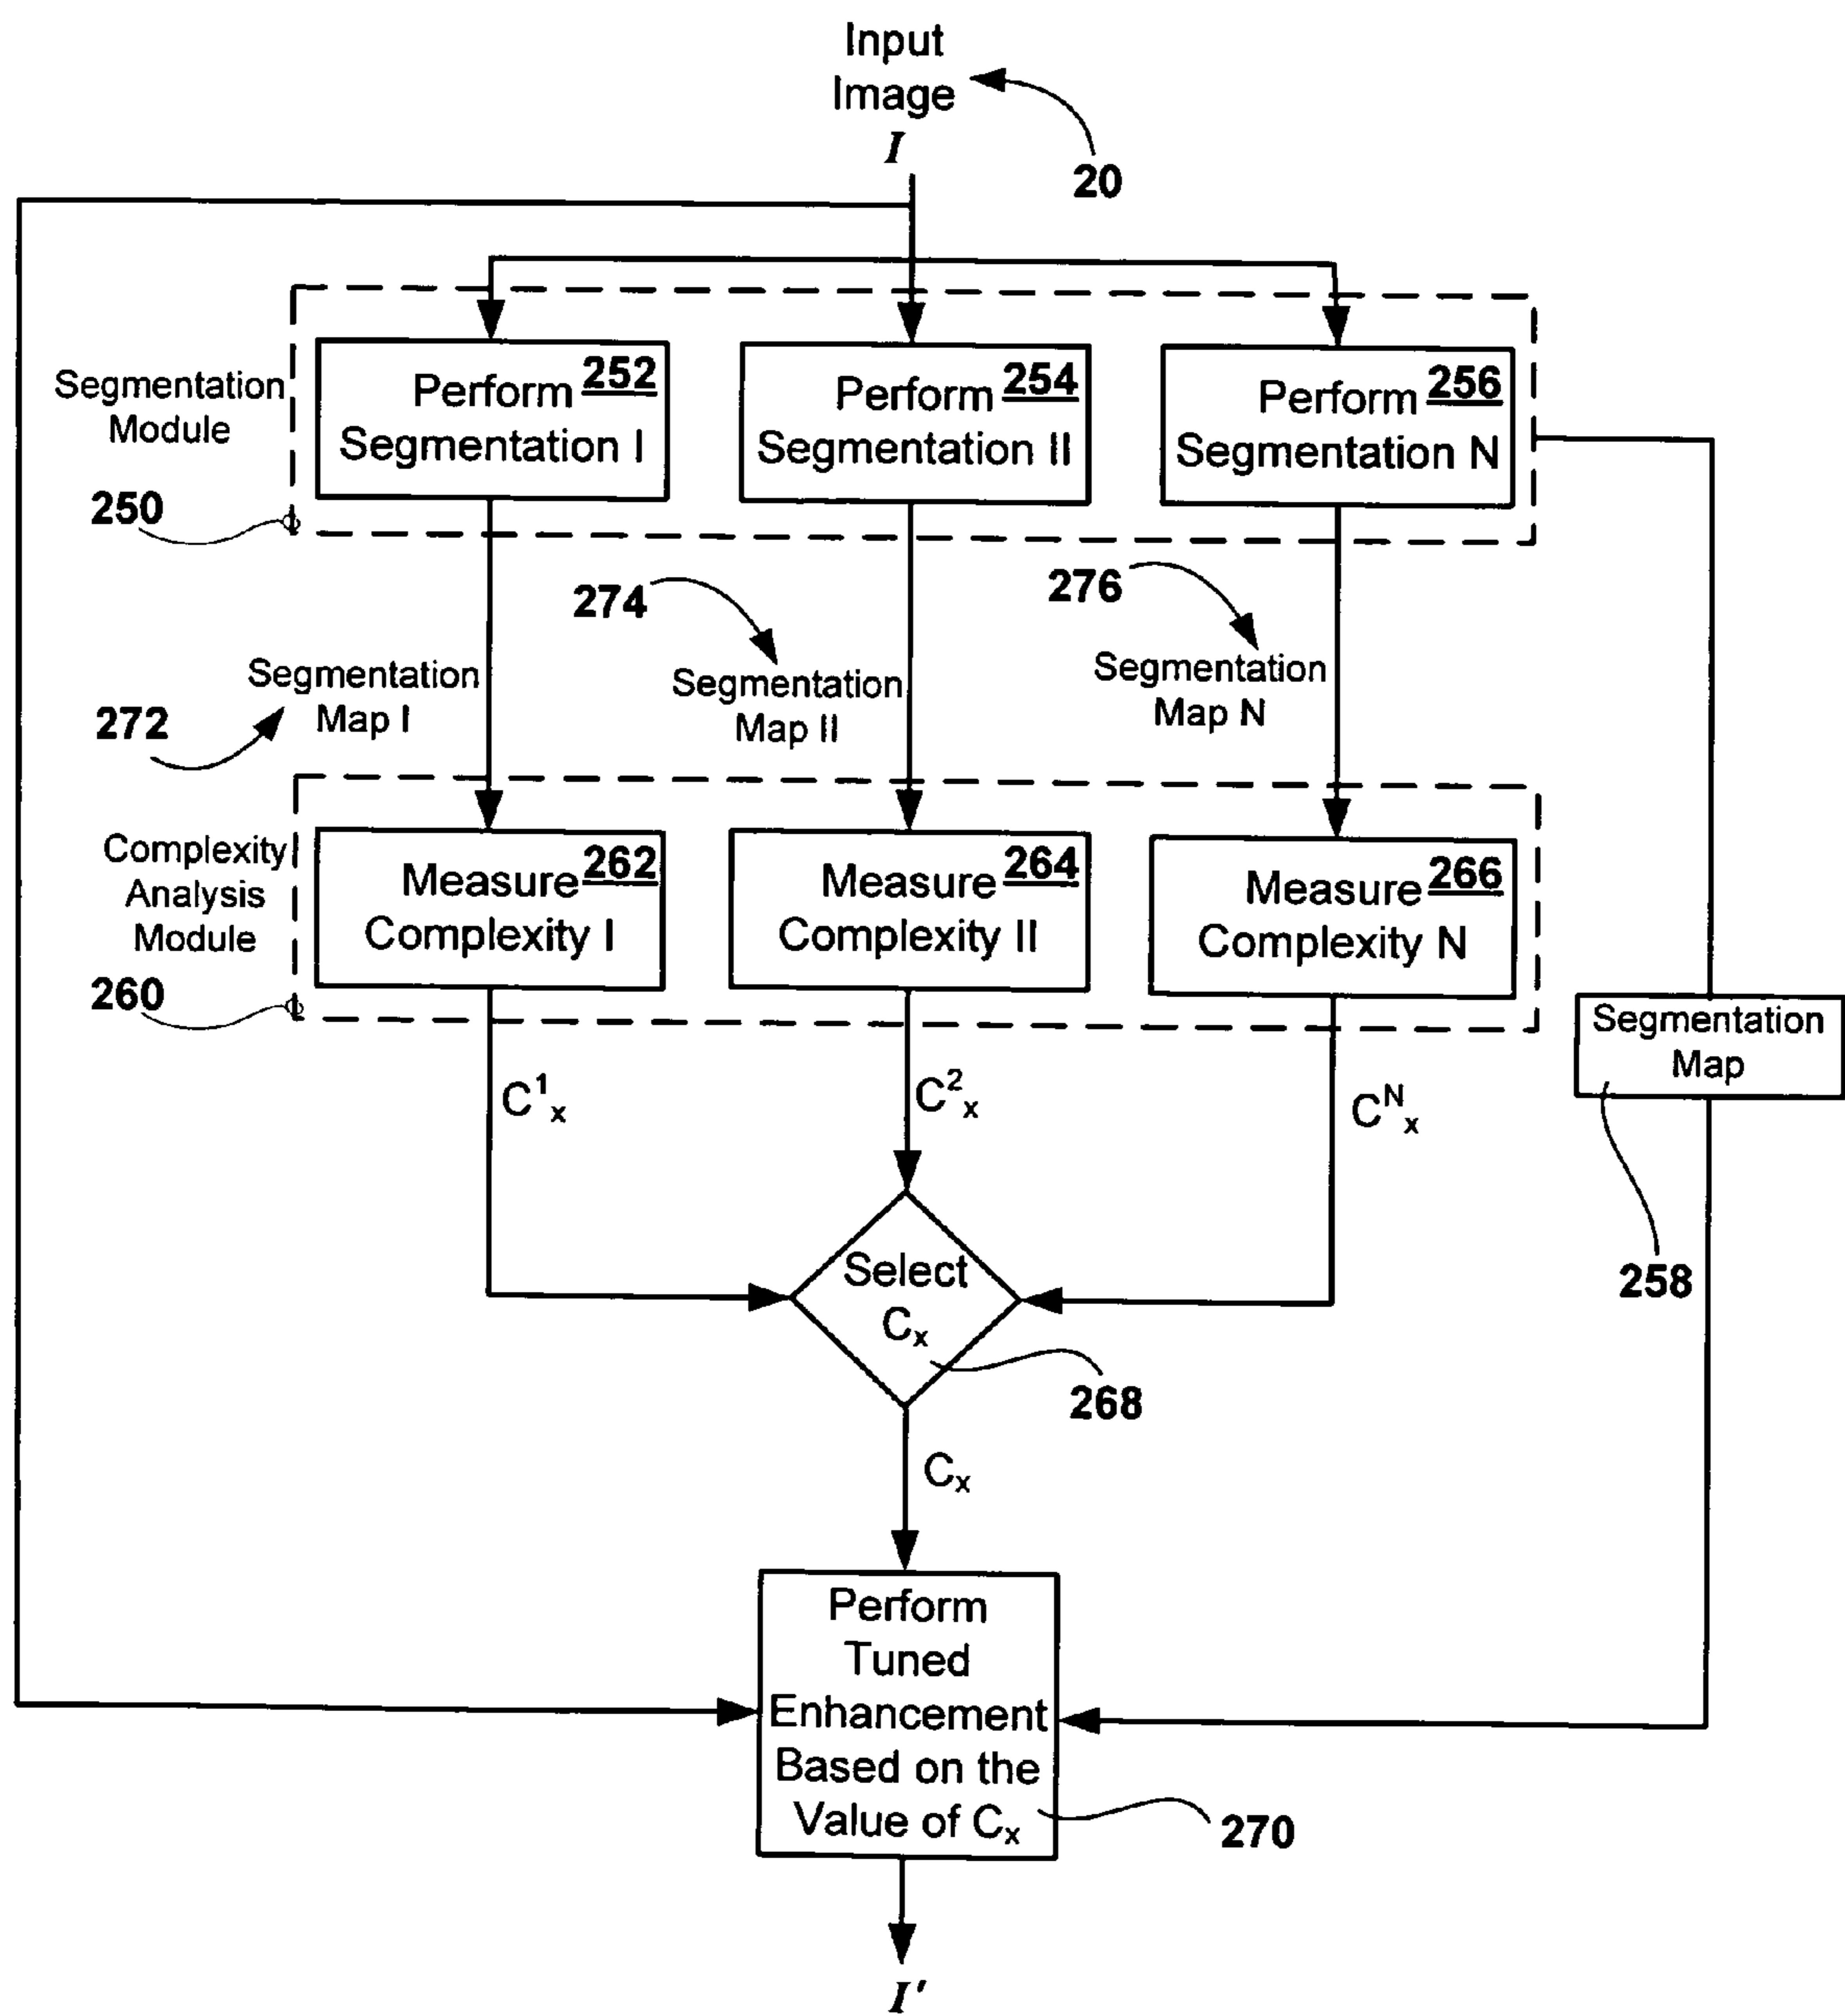 Input
Image
I
20
Segmentation
Module
250
Perform 252
Segmentation I
Perform 254
Segmentation II
Perform 256
Segmentation N
272
Segmentation
Map I
274
Segmentation
Map II
276
Segmentation
Map N
Complexity
Analysis
Module
260
Measure 262
Complexity I
Measure 264
Complexity II
Measure 266
Complexity N
Segmentation
Map
258
C¹ₓ
C²ₓ
Cᴺₓ
Select
Cₓ
268
Cₓ
Perform
Tuned
Enhancement
Based on the
Value of Cₓ
270
I'